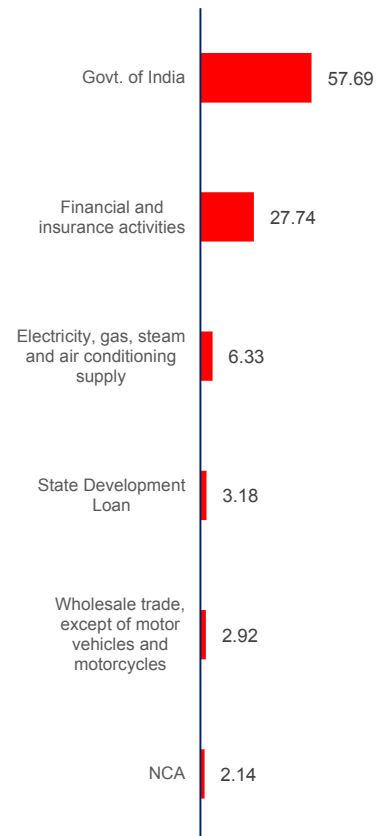 Govt. of India
57.69
Financial and
insurance activities
27.74
Electricity, gas, steam
and air conditioning
supply
6.33
State Development
Loan
3.18
Wholesale trade,
except of motor
vehicles and
motorcycles
2.92
NCA
2.14